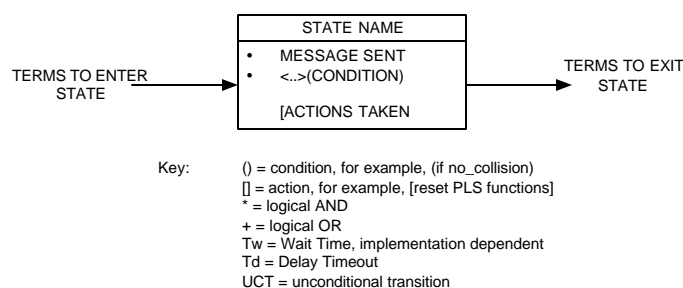 STATE NAME
• MESSAGE SENT
• <..>(CONDITION)
[ACTIONS TAKEN
TERMS TO ENTER
STATE
TERMS TO EXIT
STATE
Key: () = condition, for example, (if no_collision)
[] = action, for example, [reset PLS functions]
* = logical AND
+ = logical OR
Tw = Wait Time, implementation dependent
Td = Delay Timeout
UCT = unconditional transition